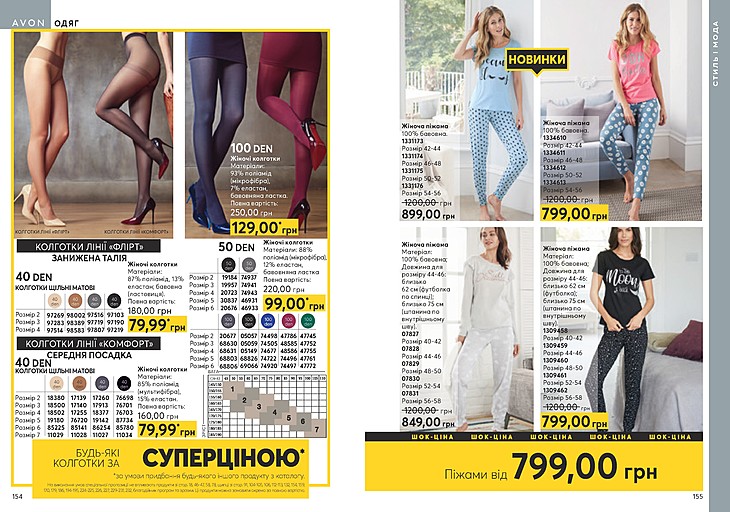 AVON ОДЯГ
КОЛГОТКИ ЛІНІЇ «ФЛІРТ»
КОЛГОТКИ ЛІНІЇ «КОМФОРТ»
100 DEN
Жіночі колготки
Матеріали:
93% поліамід
(мікрофібра),
7% еластан,
бавовняна ластка.
Повна вартість:
250,00 грн
129,00* грн
КОЛГОТКИ ЛІНІЇ «ФЛІРТ»
ЗАНИЖЕНА ТАЛІЯ
40 DEN
КОЛГОТКИ ЩІЛЬНІ МАТОВІ
Розмір 2 97269 98002 97516 97103
Розмір 3 97283 98389 97719 97190
Розмір 4 97514 98583 97807 97219
Жіночі колготки
Матеріали:
87% поліамід, 13%
еластан; бавовна
(ластовиця).
Повна вартість:
180,00 грн
79,99* грн
50 DEN
Розмір 2 19184 74937
Розмір 3 19957 74941
Розмір 4 20723 74943
Розмір 5 30837 46931
Розмір 6 20676 46933
Жіночі колготки
Матеріали: 88%
поліамід (мікрофібра),
12% еластан,
бавовняна ластка
Повна вартість:
220,00 грн
99,00* грн
Розмір 2 20677 05057 74498 47786 47745
Розмір 3 68630 05059 74505 48585 47752
Розмір 4 68631 05149 74677 48586 47755
Розмір 5 68803 68826 74722 74496 47761
Розмір 6 68806 69066 74920 74497 47772
КОЛГОТКИ ЛІНІЇ «КОМФОРТ»
СЕРЕДНЯ ПОСАДКА
40 DEN
КОЛГОТКИ ЩІЛЬНІ МАТОВІ
Розмір 2 18380 17139 17260 76698
Розмір 3 18500 17140 17913 76701
Розмір 4 18502 17255 18377 76703
Розмір 5 19180 76720 19142 87734
Розмір 6 85225 85141 86254 85780
Розмір 7 11029 11028 11027 11034
Жіночі колготки
Матеріали:
85% поліамід
(мультифібра),
15% еластан.
Повна вартість:
160,00 грн
79,99* грн
1 2 3 4 5 6 7
БУДЬ-ЯКІ
КОЛГОТКИ ЗА
СУПЕРЦІНОЮ*
*за умови придбання будь-якого іншого продукту з каталогу.
154
НОВИНКИ
Жіноча піжама
100% бавовна.
1331173
Розмір 42-44
1331174
Розмір 46-48
1331175
Розмір 50-52
1331176
Розмір 54-56
1200,00 грн
899,00 грн
Жіноча піжама
100% бавовна.
1334610
Розмір 42-44
1334611
Розмір 46-48
1334612
Розмір 50-52
1334613
Розмір 54-56
1200,00 грн
799,00 грн
Жіноча піжама
Матеріал:
100% бавовна;
Довжина для
розміру 44-46:
близько
62 см (футболка
по спинці);
близько 75 см
(штанина по
внутрішньому
шву).
07827
Розмір 40-42
07828
Розмір 44-46
07829
Розмір 48-50
07830
Розмір 52-54
07831
Розмір 56-58
1200,00 грн
849,00 грн
Жіноча піжама
Матеріал:
100% бавовна;
Довжина для
розміру 44-46:
близько 62 см
(футболка);
близько 75 см
(штанина по
внутрішньому
шву)
1309458
Розмір 40-42
1309459
Розмір 44-46
1309460
Розмір 48-50
1309461
Розмір 52-54
1309462
Розмір 56-58
1200,00 грн
799,00 грн
ШОК-ЦІНА ШОК-ЦІНА ШОК-ЦІНА ШОК-ЦІНА ШОК-ЦІНА
Піжами від 799,00 грн
СТИЛЬ І МОДА
155